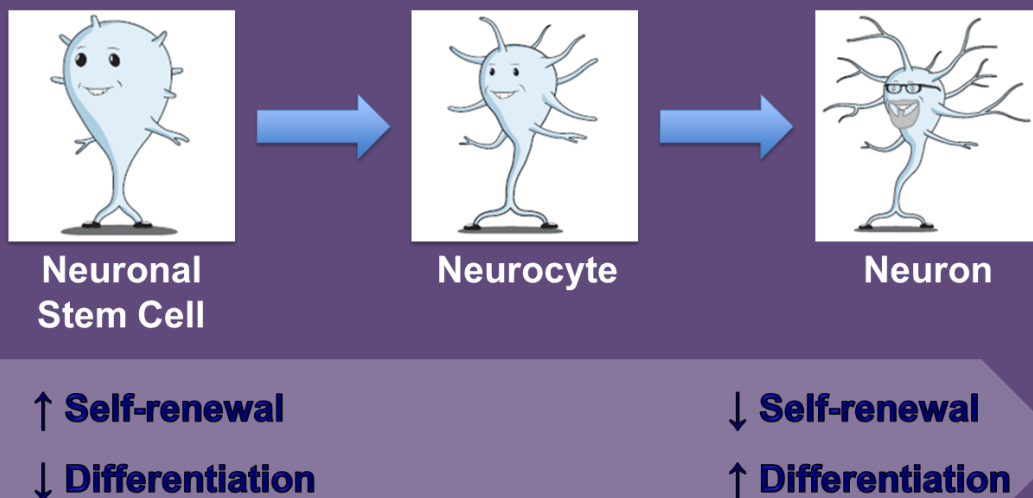 Neuronal
Stem Cell
Neurocyte
Neuron
↑ Self-renewal
↓ Self-renewal
↓ Differentiation
↑ Differentiation